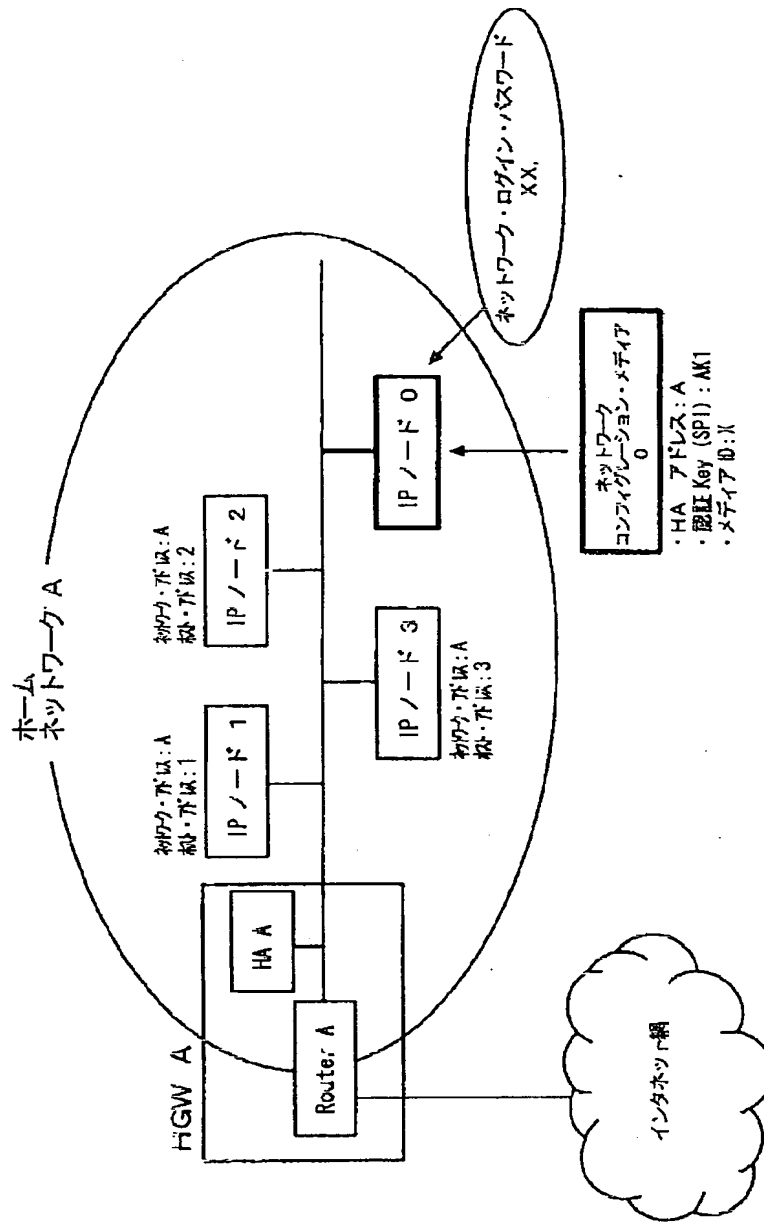 ホーム
ネットワーク A
HGW A
HA A
Router A
ネットワーク・アドレス:A
ホスト・アドレス:1
IP ノード 1
ネットワーク・アドレス:A
ホスト・アドレス:2
IP ノード 2
IP ノード 3
ネットワーク・アドレス:A
ホスト・アドレス:3
IP ノード 0
ネットワーク・ログイン・パスワード
XX,
ネットワーク
コンフィグレーション・メディア
0
・HA アドレス:A
・認証 Key (SPI):AK1
・メディア ID:X
インタネット網